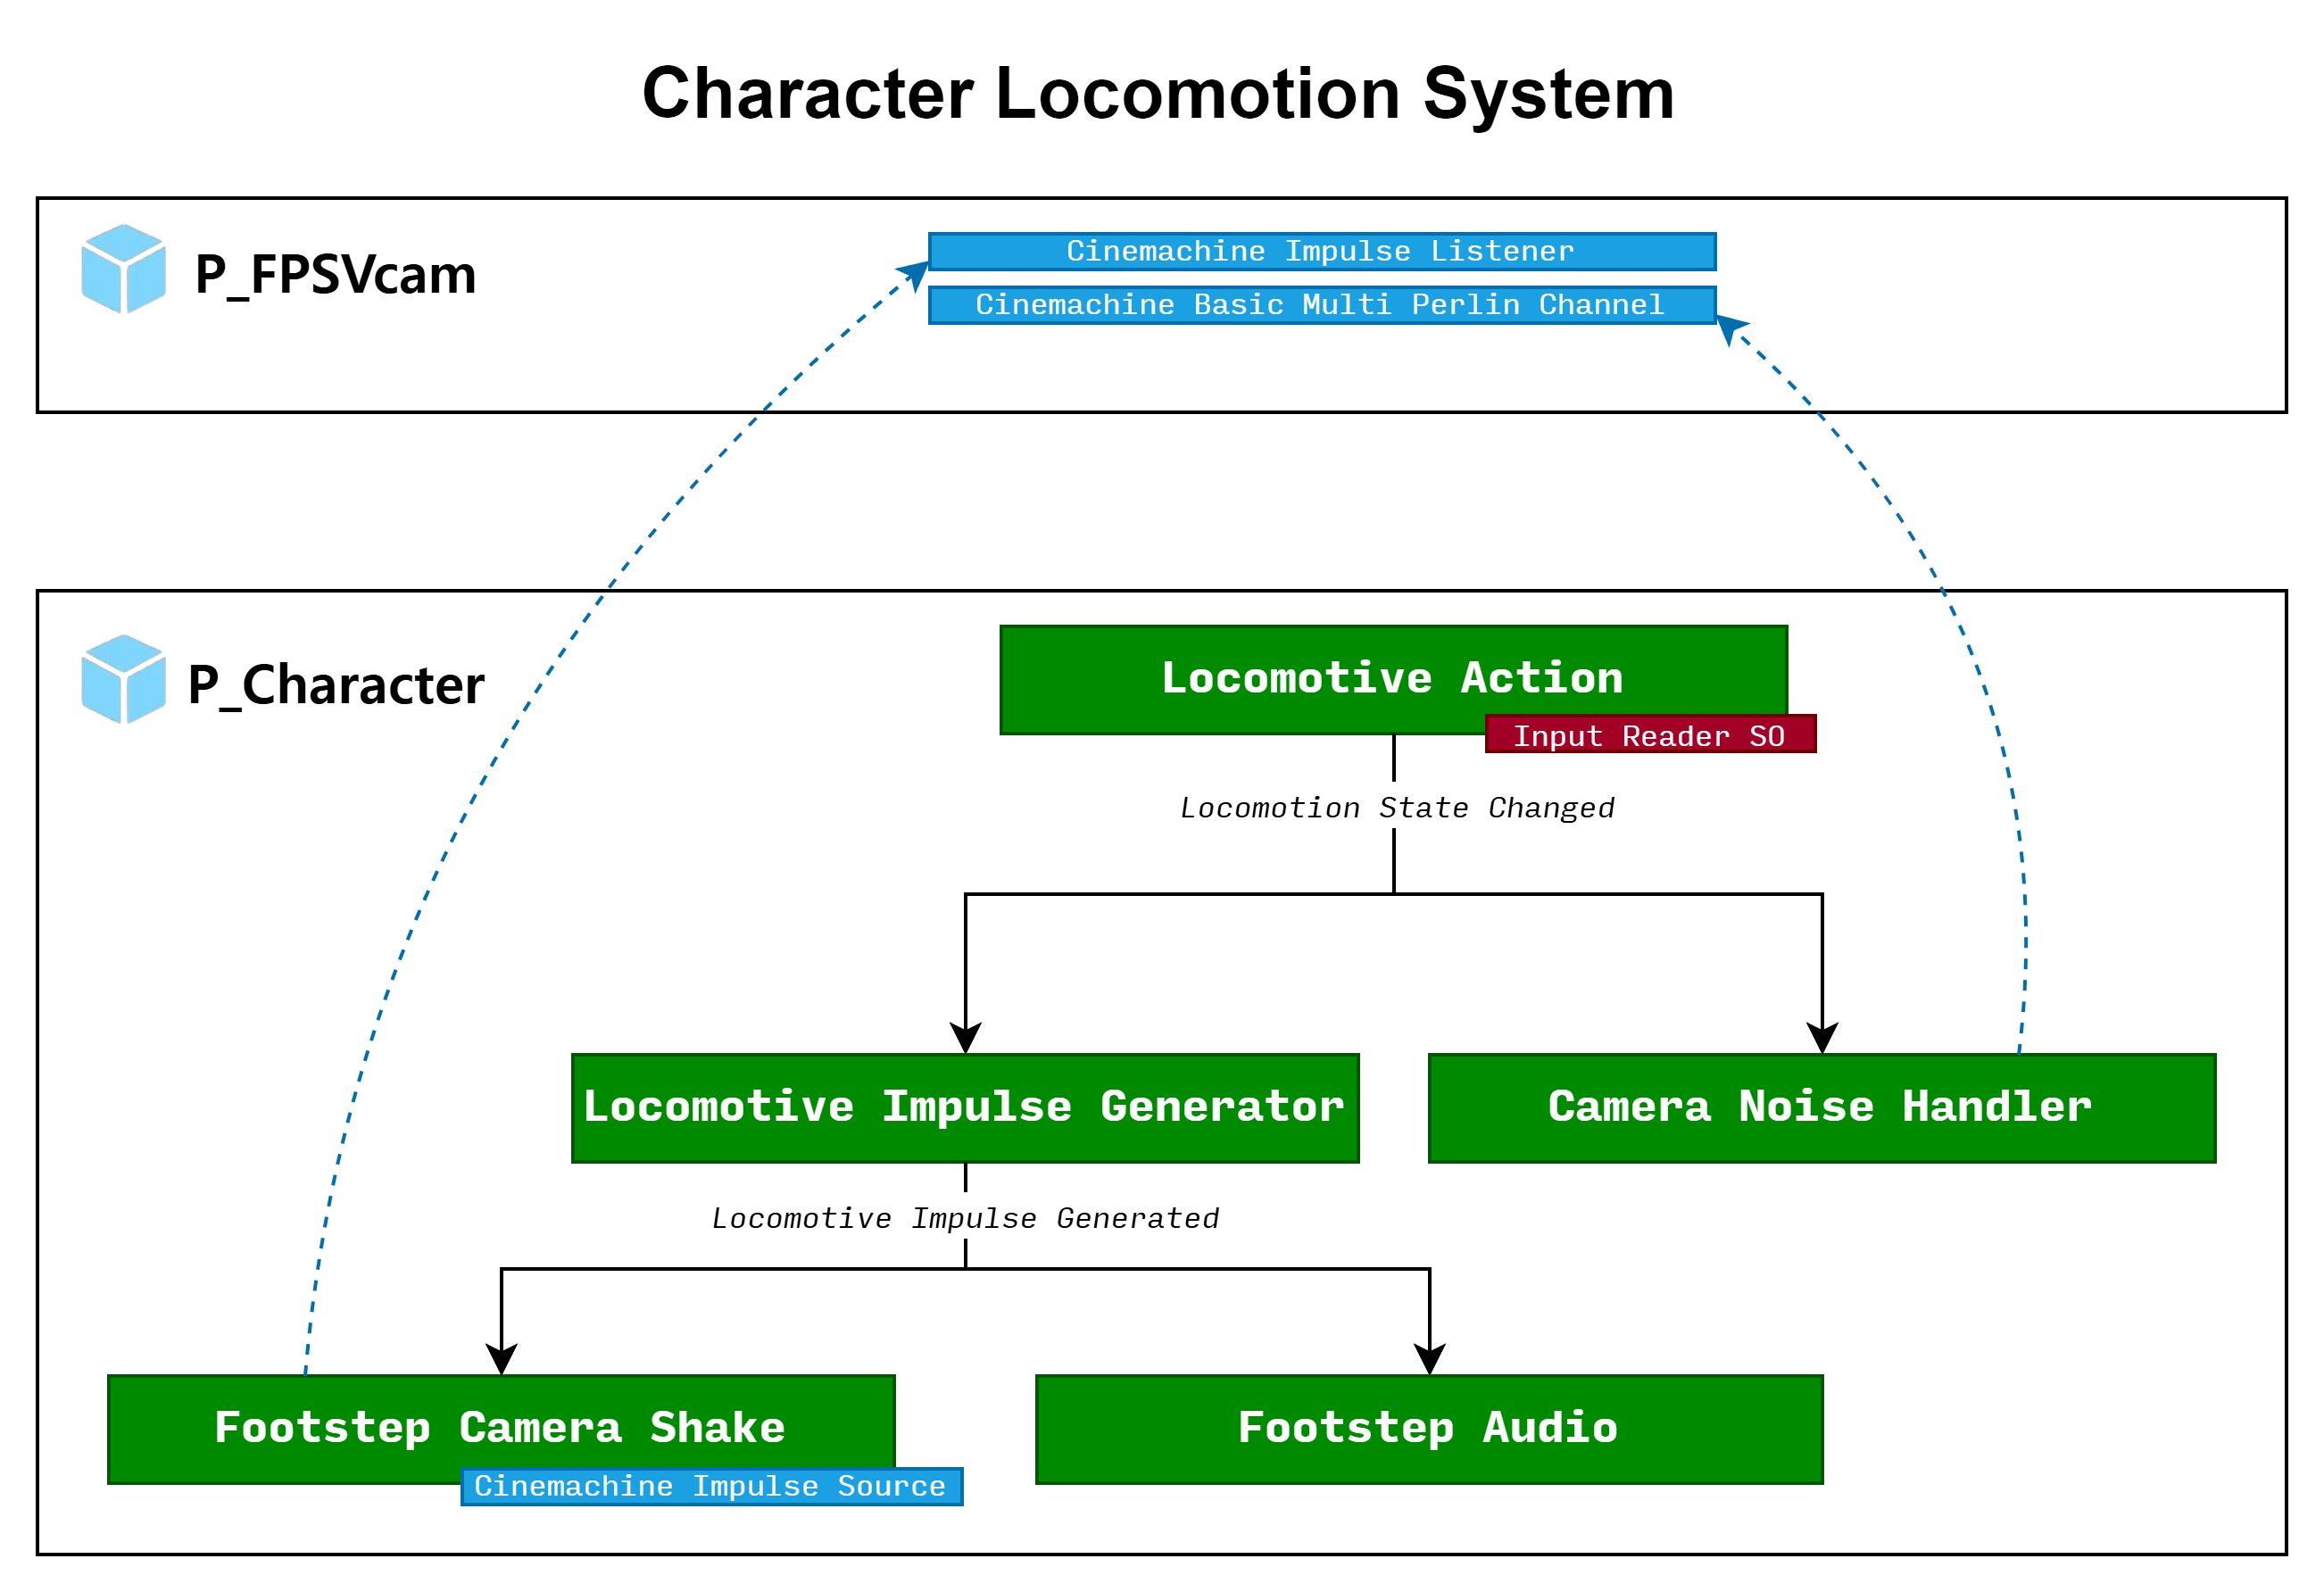 Character Locomotion System
P_FPSVcam
Cinemachine Impulse Listener
Cinemachine Basic Multi Perlin Channel
P_Character
Locomotive Action
Input Reader SO
Locomotion State Changed
Locomotive Impulse Generator
Camera Noise Handler
Locomotive Impulse Generated
Footstep Camera Shake
Cinemachine Impulse Source
Footstep Audio